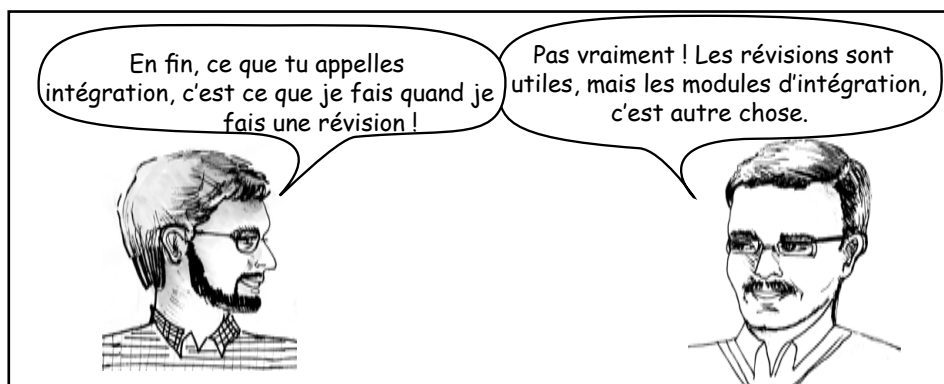 En fin, ce que tu appelles
intégration, c'est ce que je fais quand je
fais une révision !
Pas vraiment ! Les révisions sont
utiles, mais les modules d'intégration,
c'est autre chose.